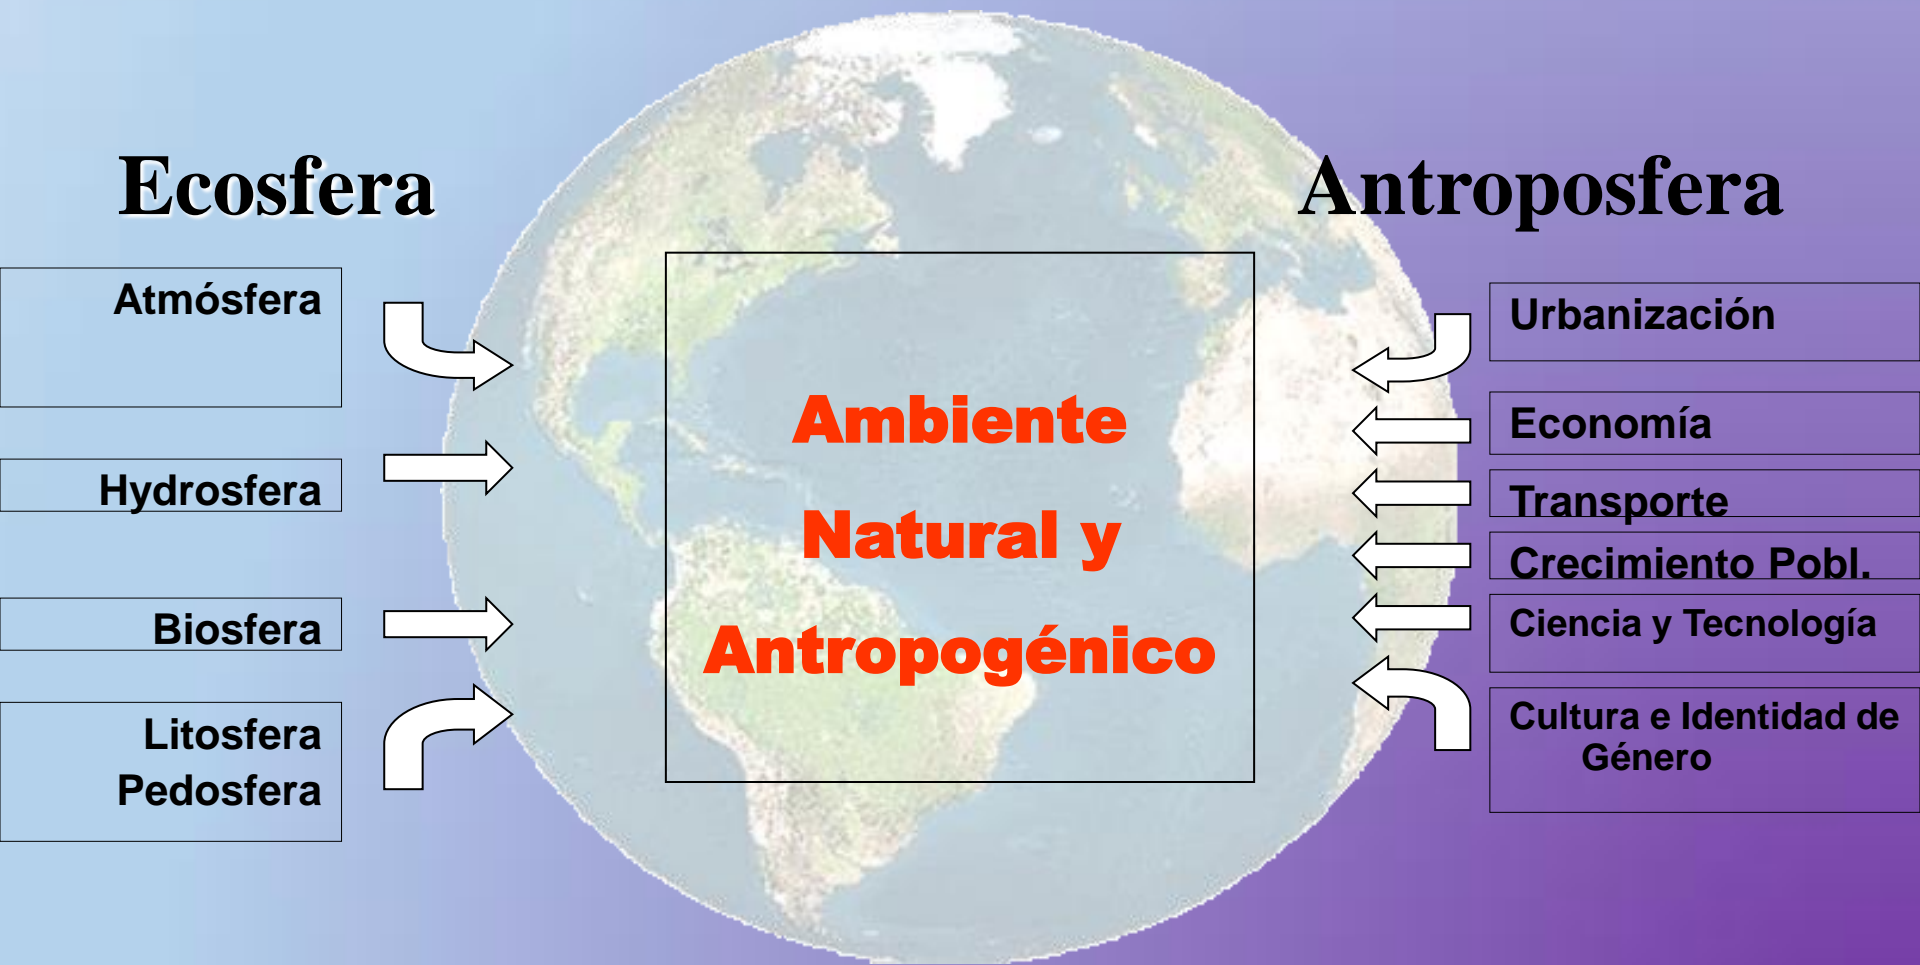 Ecosfera
Atmósfera
Hydrosfera
Biosfera
Litosfera
Pedosfera
Ambiente
Natural y
Antropogénico
Antroposfera
Urbanización
Economía
Transporte
Crecimiento Pobl.
Ciencia y Tecnología
Cultura e Identidad de
Género